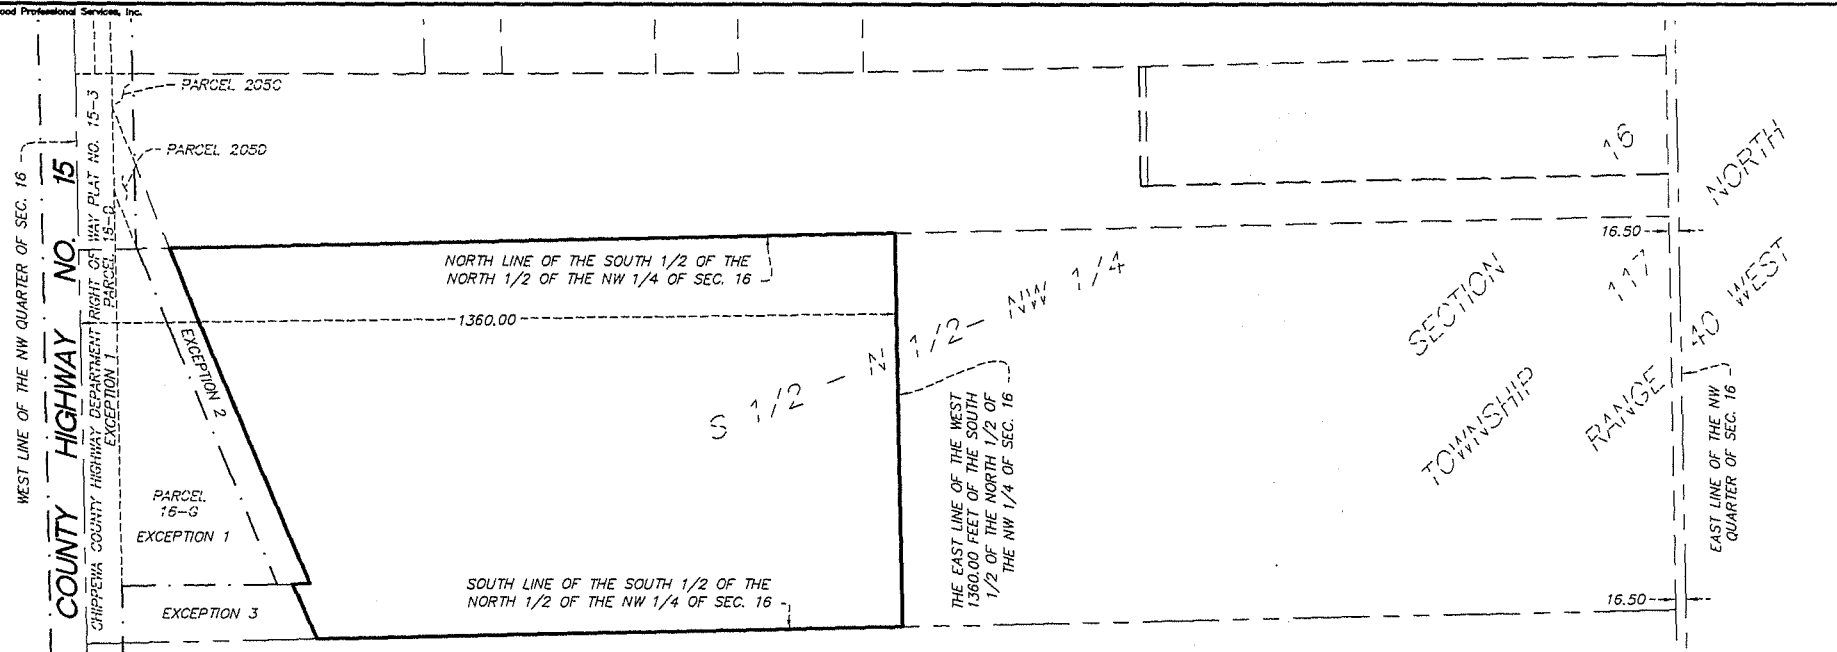 ood Professional Services, Inc.
WEST LINE OF THE NW QUARTER OF SEC. 16
COUNTY HIGHWAY NO. 15
CHIPPEWA COUNTY HIGHWAY DEPARTMENT RIGHT OF WAY PLAT NO. 15-3
PARCEL 15-G
EXCEPTION 1
PARCEL 205C
PARCEL 205D
NORTH LINE OF THE SOUTH 1/2 OF THE
NORTH 1/2 OF THE NW 1/4 OF SEC. 16
1360.00
EXCEPTION 2
PARCEL
16-G
EXCEPTION 1
EXCEPTION 3
SOUTH LINE OF THE SOUTH 1/2 OF THE
NORTH 1/2 OF THE NW 1/4 OF SEC. 16
S 1/2 - N 1/2 - NW 1/4
THE EAST LINE OF THE WEST
1360.00 FEET OF THE SOUTH
1/2 OF THE NORTH 1/2 OF
THE NW 1/4 OF SEC. 16
SECTION 16
TOWNSHIP 117 NORTH
RANGE 40 WEST
16.50
16.50
EAST LINE OF THE NW
QUARTER OF SEC. 16